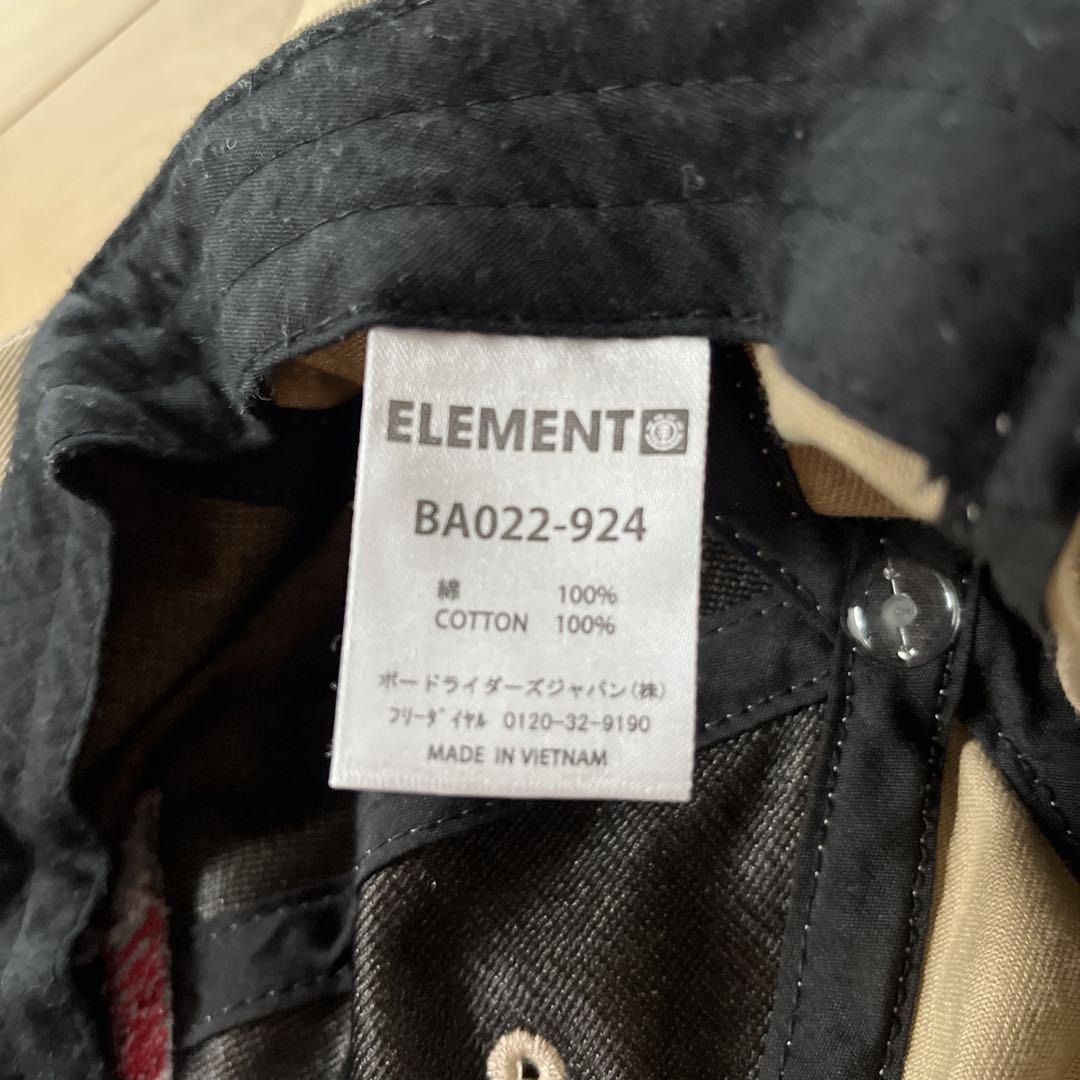 ELEMENT
BA022-924
綿 100%
COTTON 100%
ボードライダーズジャパン(株)
フリーダイヤル 0120-32-9190
MADE IN VIETNAM